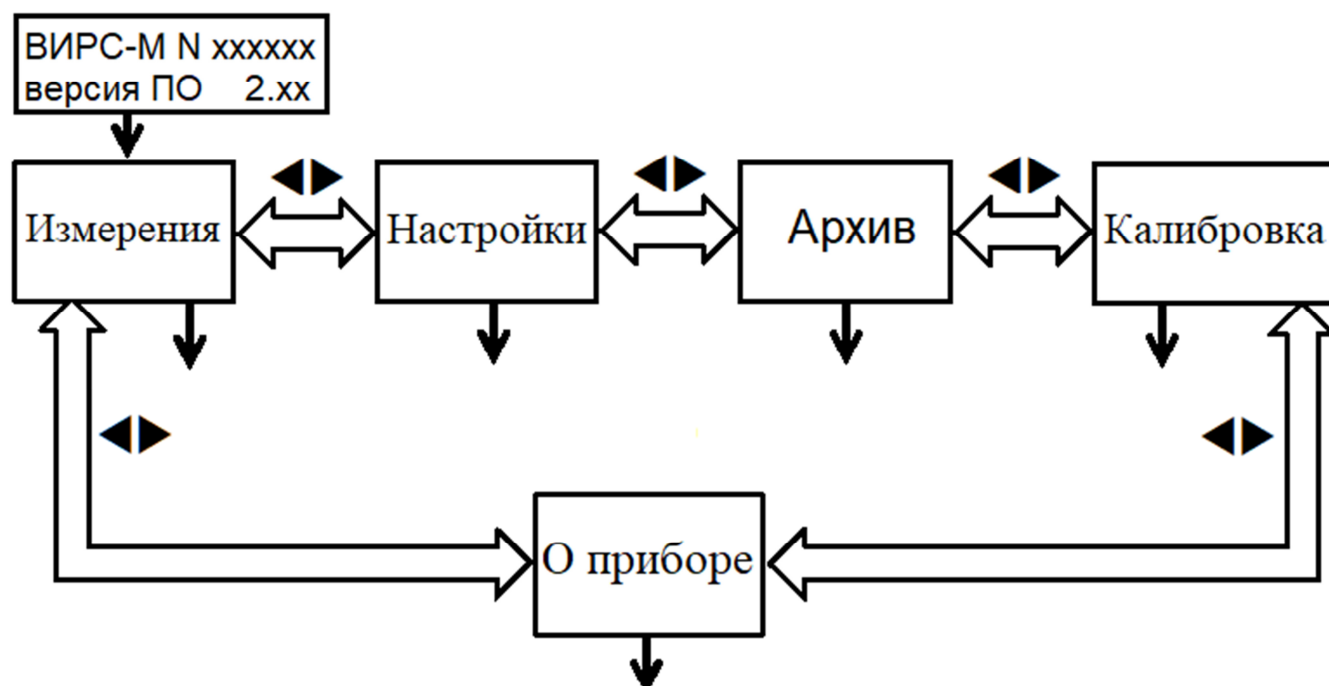 ВИРС-М N xxxxxx
версия ПО 2.xx
Измерения
Настройки
Архив
Калибровка
О приборе